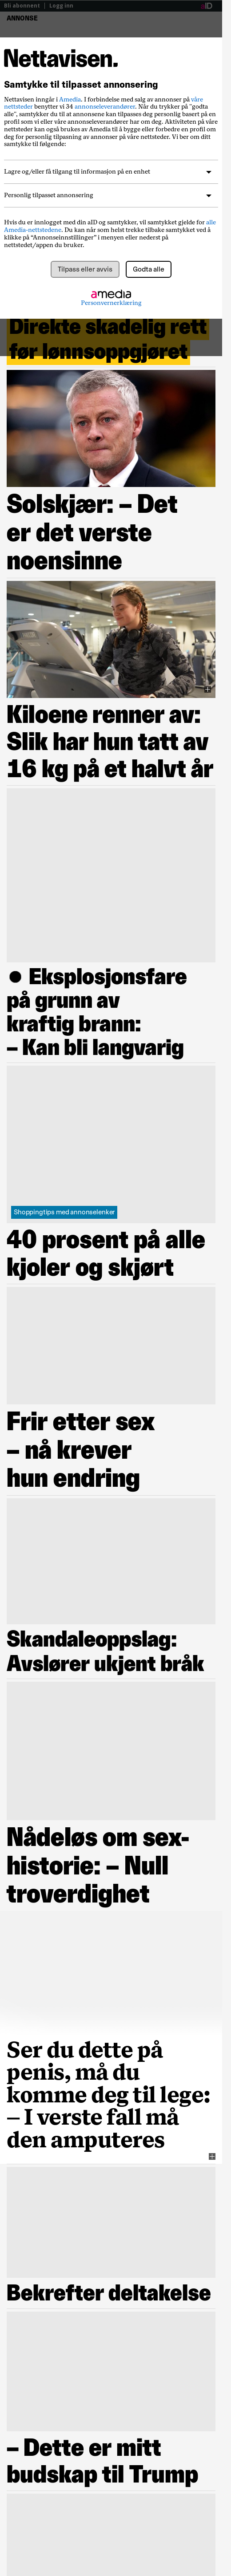 Bli abonnent | Logg inn aID
ANNONSE
Nettavisen.
Samtykke til tilpasset annonsering
Nettavisen inngår i Amedia. I forbindelse med salg av annonser på våre
nettsteder benytter vi 34 annonseleverandører. Når du trykker på "godta
alle", samtykker du til at annonsene kan tilpasses deg personlig basert på en
profil som vi og/eller våre annonseleverandører har om deg. Aktiviteten på våre
nettsteder kan også brukes av Amedia til å bygge eller forbedre en profil om
deg for personlig tilpasning av annonser på våre nettsteder. Vi ber om ditt
samtykke til følgende:
Lagre og/eller få tilgang til informasjon på en enhet
Personlig tilpasset annonsering
Hvis du er innlogget med din aID og samtykker, vil samtykket gjelde for alle
Amedia-nettstedene. Du kan når som helst trekke tilbake samtykket ved å
klikke på “Annonseinnstillinger” i menyen eller nederst på
nettstedet/appen du bruker.
Tilpass eller avvis Godta alle
amedia
Personvernerklæring
Direkte skadelig rett
før lønnsoppgjøret
Solskjær: – Det
er det verste
noensinne
Kiloene renner av:
Slik har hun tatt av
16 kg på et halvt år
● Eksplosjonsfare
på grunn av
kraftig brann:
– Kan bli langvarig
Shoppingtips med annonselenker
40 prosent på alle
kjoler og skjørt
Frir etter sex
– nå krever
hun endring
Skandaleoppslag:
Avslører ukjent bråk
Nådeløs om sex-
historie: – Null
troverdighet
Ser du dette på
penis, må du
komme deg til lege:
– I verste fall må
den amputeres
Bekrefter deltakelse
– Dette er mitt
budskap til Trump